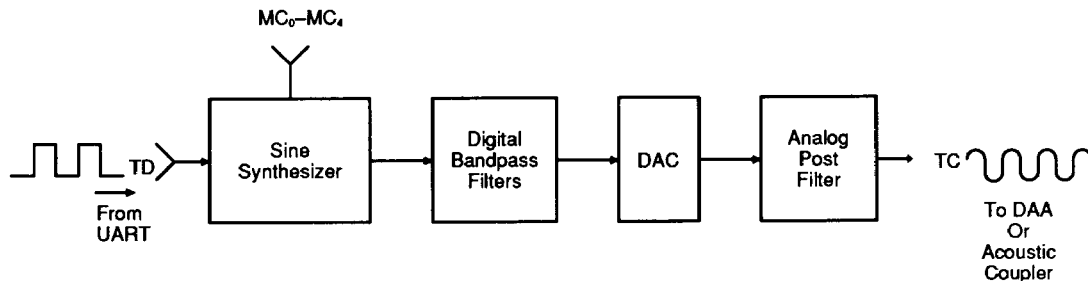 MC₀–MC₄
TD
From
UART
Sine
Synthesizer
Digital
Bandpass
Filters
DAC
Analog
Post
Filter
TC
To DAA
Or
Acoustic
Coupler